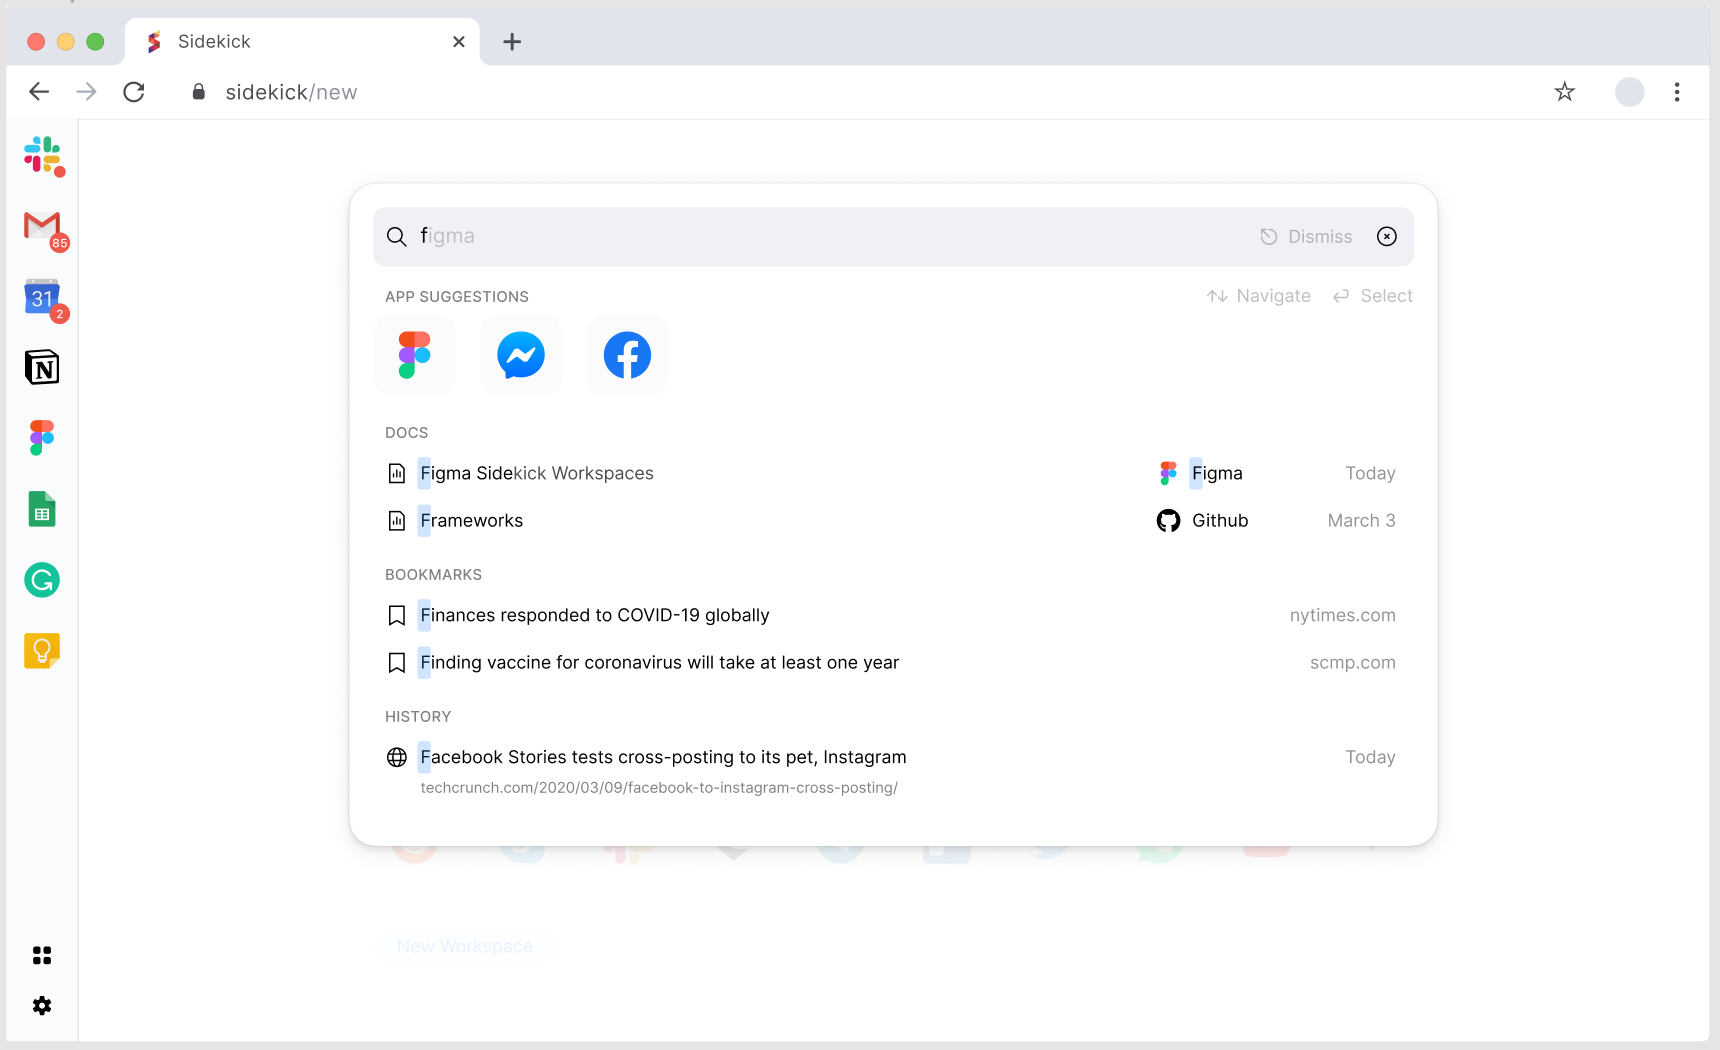 Sidekick
sidekick/new
85
31
2
N
figma
Dismiss
APP SUGGESTIONS
Navigate
Select
DOCS
Figma Sidekick Workspaces
Figma
Today
Frameworks
Github
March 3
BOOKMARKS
Finances responded to COVID-19 globally
nytimes.com
Finding vaccine for coronavirus will take at least one year
scmp.com
HISTORY
Facebook Stories tests cross-posting to its pet, Instagram
Today
techcrunch.com/2020/03/09/facebook-to-instagram-cross-posting/
New Workspace